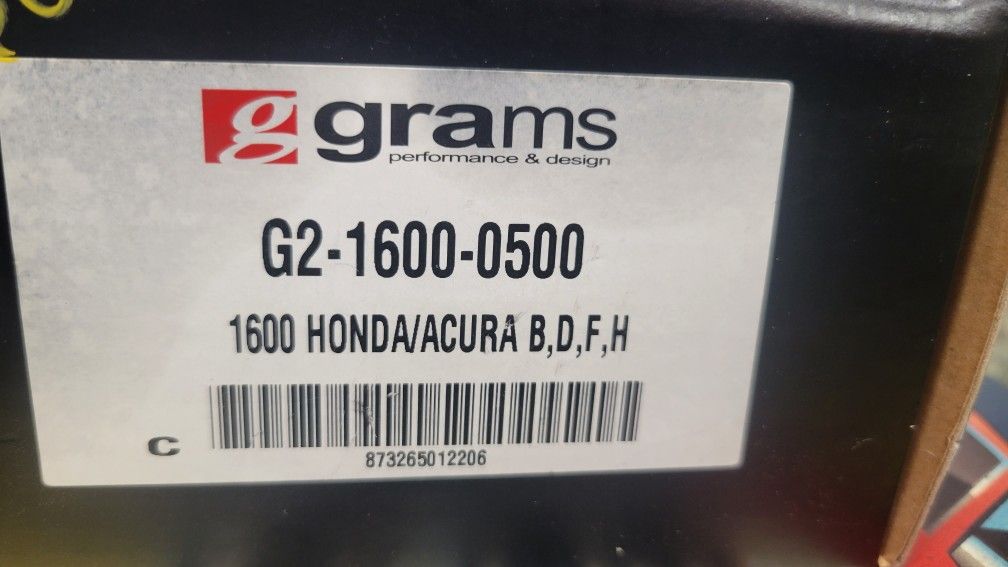 g grams
performance & design
G2-1600-0500
1600 HONDA/ACURA B,D,F,H
C
873265012206